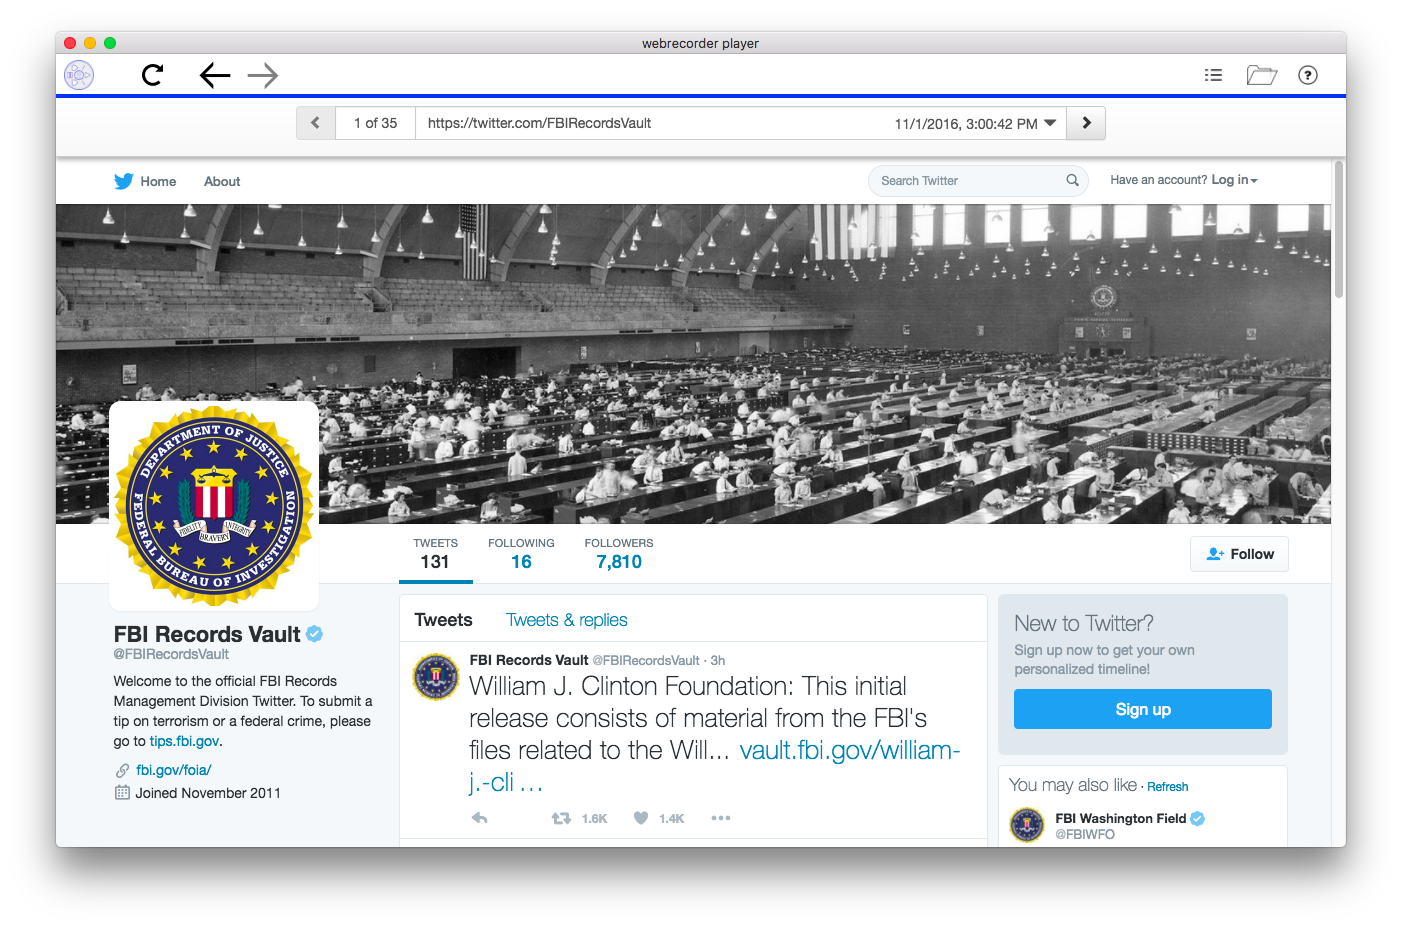 webrecorder player
1 of 35
https://twitter.com/FBIRecordsVault
11/1/2016, 3:00:42 PM
Home
About
Search Twitter
Have an account? Log in
DEPARTMENT OF JUSTICE
FIDELITY BRAVERY INTEGRITY
FEDERAL BUREAU OF INVESTIGATION
TWEETS
131
FOLLOWING
16
FOLLOWERS
7,810
Follow
FBI Records Vault
@FBIRecordsVault
Welcome to the official FBI Records
Management Division Twitter. To submit a
tip on terrorism or a federal crime, please
go to tips.fbi.gov.
fbi.gov/foia/
Joined November 2011
Tweets
Tweets & replies
FBI Records Vault @FBIRecordsVault · 3h
William J. Clinton Foundation: This initial
release consists of material from the FBI's
files related to the Will... vault.fbi.gov/william-
j.-cli …
1.6K
1.4K
New to Twitter?
Sign up now to get your own
personalized timeline!
Sign up
You may also like · Refresh
FBI Washington Field
@FBIWFO